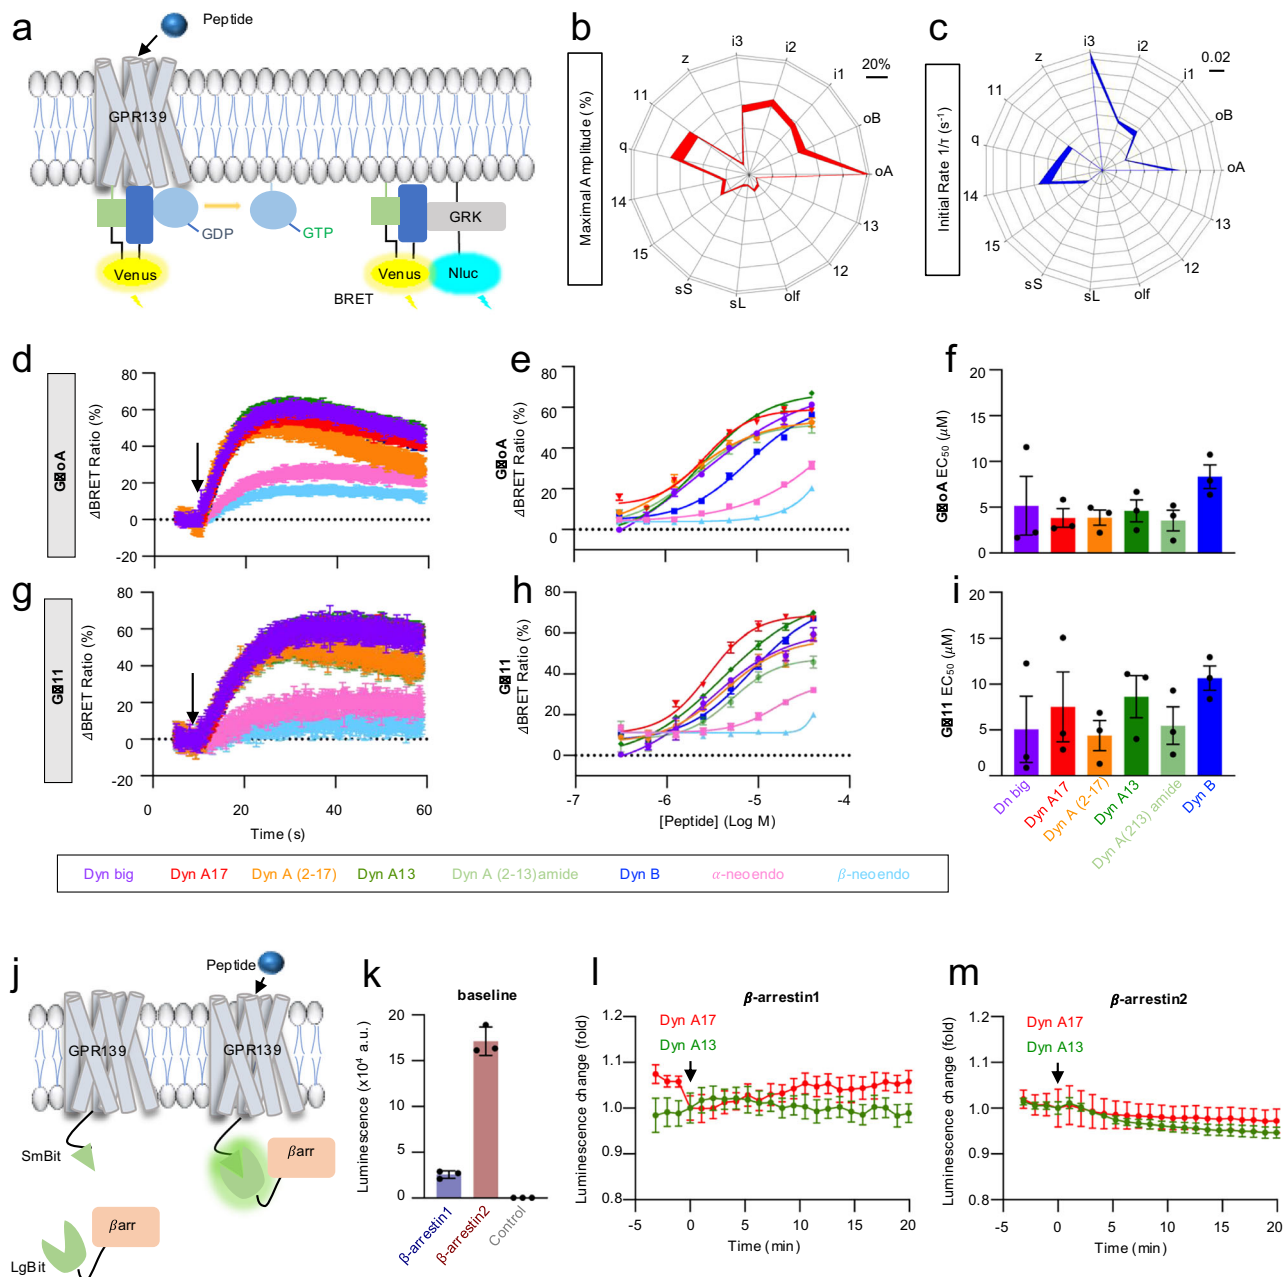 a
Peptide
GPR139
GDP
GTP
GRK
Venus
Venus
Nluc
BRET
b
Maximal Amplitude (%)
20%
i3
i2
i1
oB
oA
13
12
olf
sL
sS
15
14
q
11
z
c
Initial Rate 1/τ (s⁻¹)
0.02
i3
i2
i1
oB
oA
13
12
olf
sL
sS
15
14
q
11
z
d
GoA
ΔBRET Ratio (%)
80
60
40
20
0
-20
e
GoA
ΔBRET Ratio (%)
80
60
40
20
0
f
GoA EC₅₀ (µM)
20
15
10
5
0
g
G11
ΔBRET Ratio (%)
80
60
40
20
0
-20
0
20
40
60
Time (s)
h
G11
ΔBRET Ratio (%)
80
60
40
20
0
-7
-6
-5
-4
[Peptide] (Log M)
i
G11 EC₅₀ (µM)
20
15
10
5
0
Dn big
Dyn A17
Dyn A (2-17)
Dyn A13
Dyn A(213) amide
Dyn B
Dyn big
Dyn A17
Dyn A (2-17)
Dyn A13
Dyn A (2-13)amide
Dyn B
α-neoendo
β-neoendo
j
Peptide
GPR139
GPR139
SmBit
βarr
βarr
LgBit
k
baseline
Luminescence (x10⁴ a.u.)
20
15
10
5
0
β-arrestin1
β-arrestin2
Control
l
β-arrestin1
Luminescence change (fold)
1.2
1.1
1.0
0.9
0.8
Dyn A17
Dyn A13
-5
0
5
10
15
20
Time (min)
m
β-arrestin2
Luminescence change (fold)
1.2
1.1
1.0
0.9
0.8
Dyn A17
Dyn A13
-5
0
5
10
15
20
Time (min)